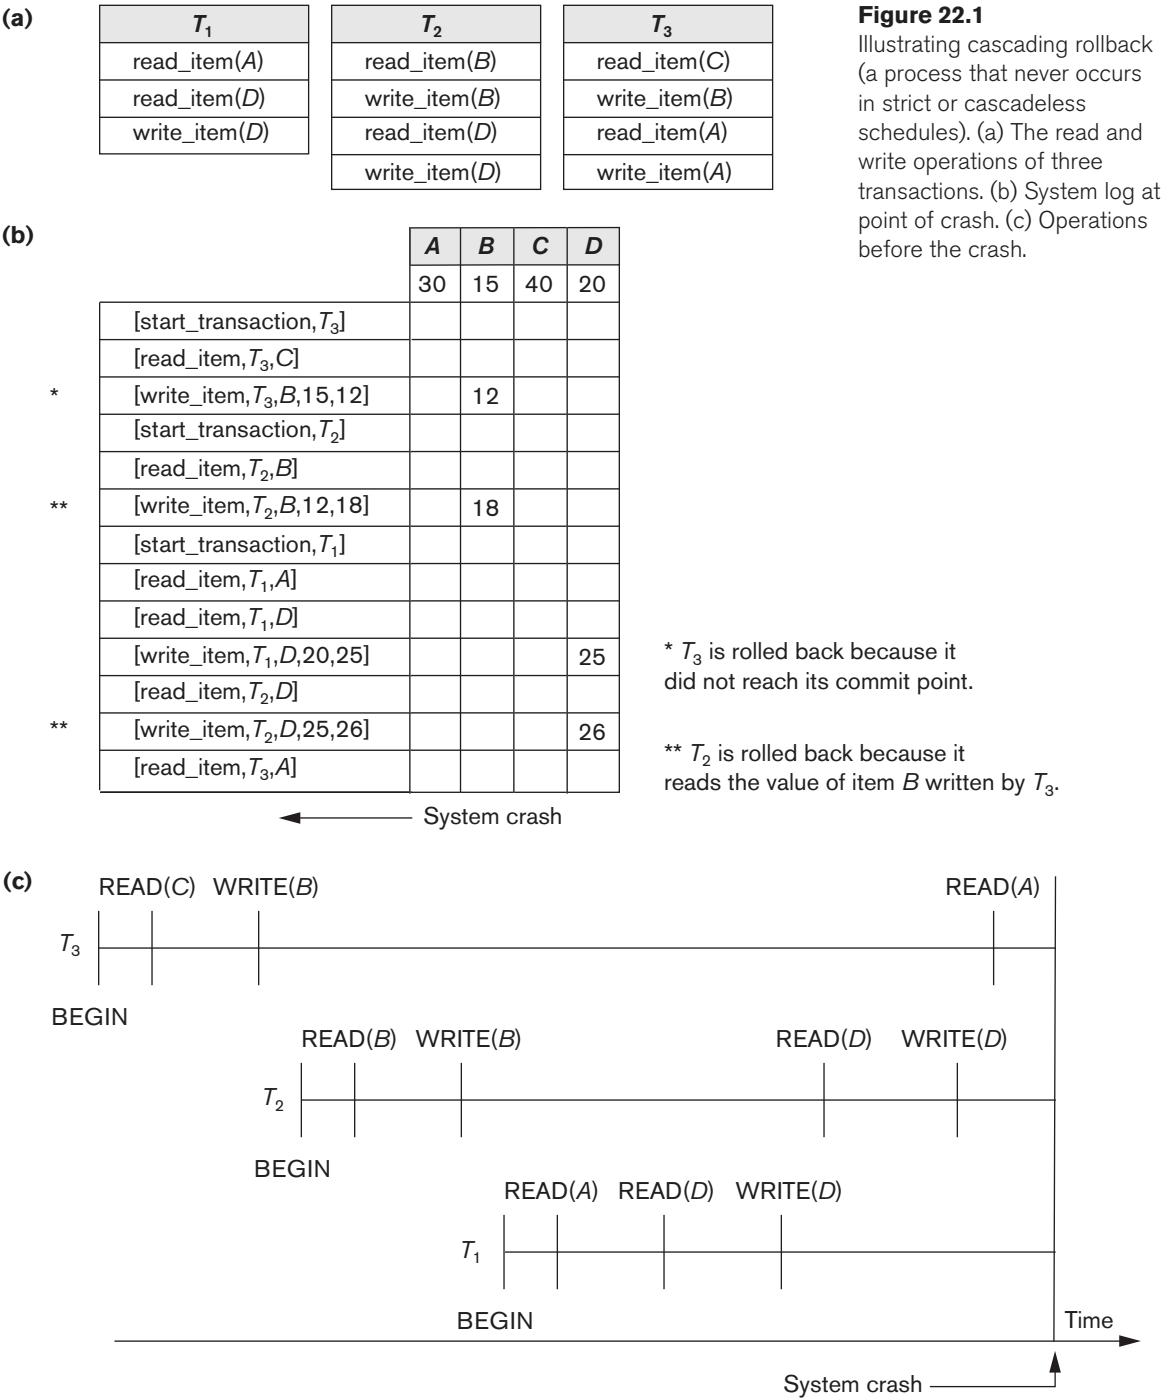 (a)
T1 T2 T3
read_item(A) read_item(B) read_item(C)
read_item(D) write_item(B) write_item(B)
write_item(D) read_item(D) read_item(A)
write_item(D) write_item(A)
Figure 22.1
Illustrating cascading rollback
(a process that never occurs
in strict or cascadeless
schedules). (a) The read and
write operations of three
transactions. (b) System log at
point of crash. (c) Operations
before the crash.
(b)
A B C D
30 15 40 20
[start_transaction,T3]
[read_item,T3,C]
* [write_item,T3,B,15,12] 12
[start_transaction,T2]
[read_item,T2,B]
** [write_item,T2,B,12,18] 18
[start_transaction,T1]
[read_item,T1,A]
[read_item,T1,D]
[write_item,T1,D,20,25] 25
[read_item,T2,D]
** [write_item,T2,D,25,26] 26
[read_item,T3,A]
* T3 is rolled back because it
did not reach its commit point.
** T2 is rolled back because it
reads the value of item B written by T3.
System crash
(c)
READ(C) WRITE(B) READ(A)
T3
BEGIN
READ(B) WRITE(B) READ(D) WRITE(D)
T2
BEGIN
READ(A) READ(D) WRITE(D)
T1
BEGIN
Time
System crash